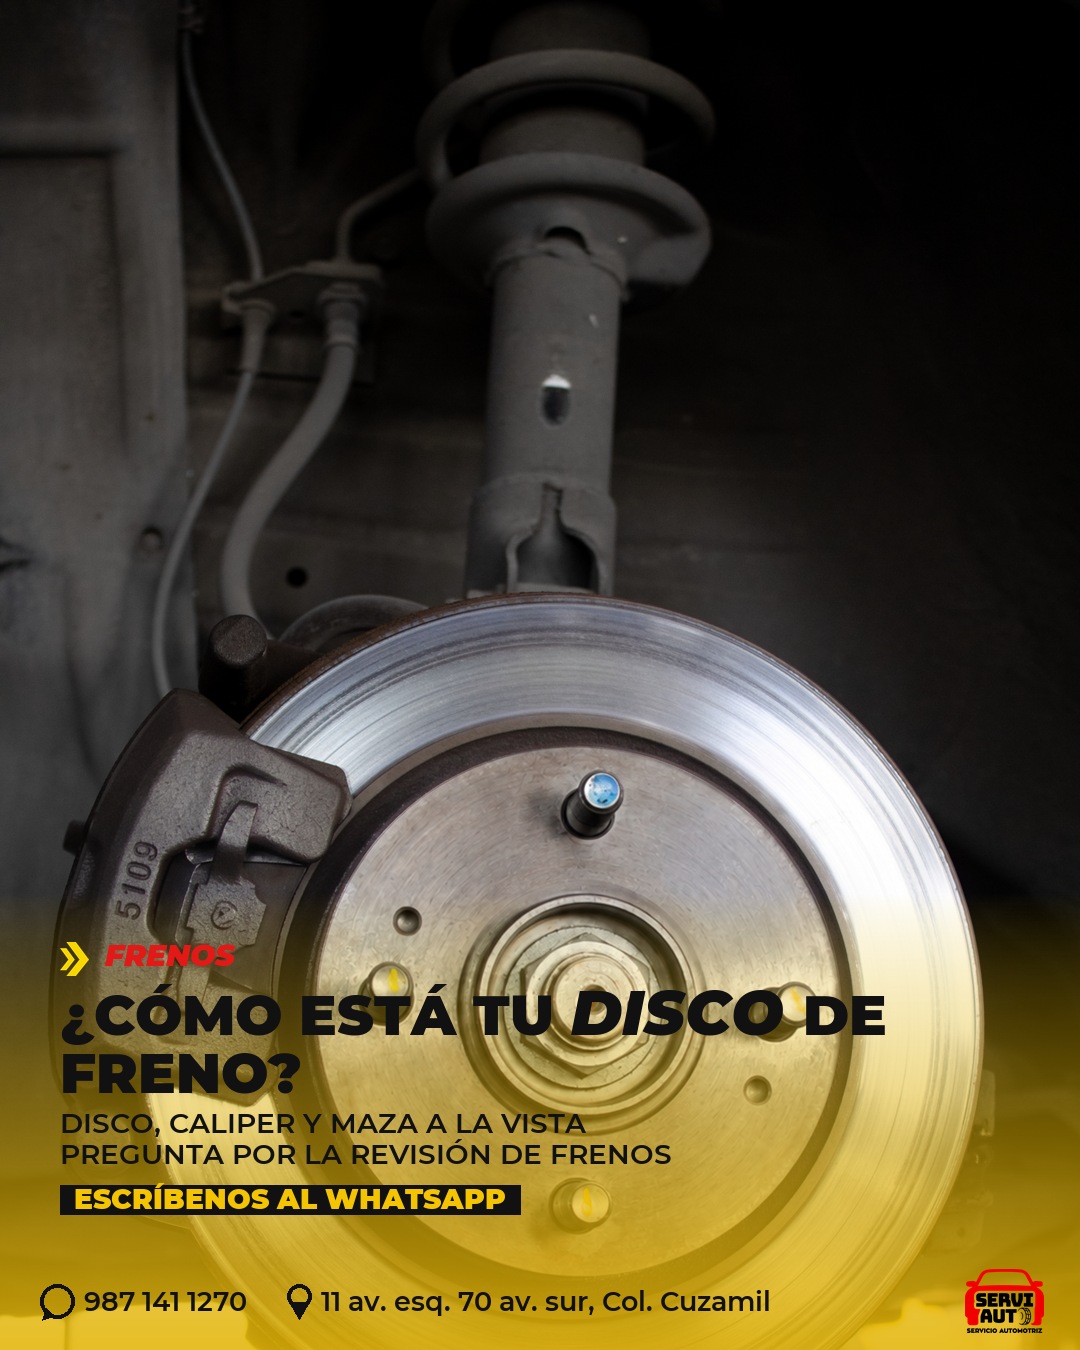 5109
FRENOS
¿CÓMO ESTÁ TU DISCO DE
FRENO?
DISCO, CALIPER Y MAZA A LA VISTA
PREGUNTA POR LA REVISIÓN DE FRENOS
ESCRÍBENOS AL WHATSAPP
987 141 1270
11 av. esq. 70 av. sur, Col. Cuzamil
SERVI
AUTO
SERVICIO AUTOMOTRIZ